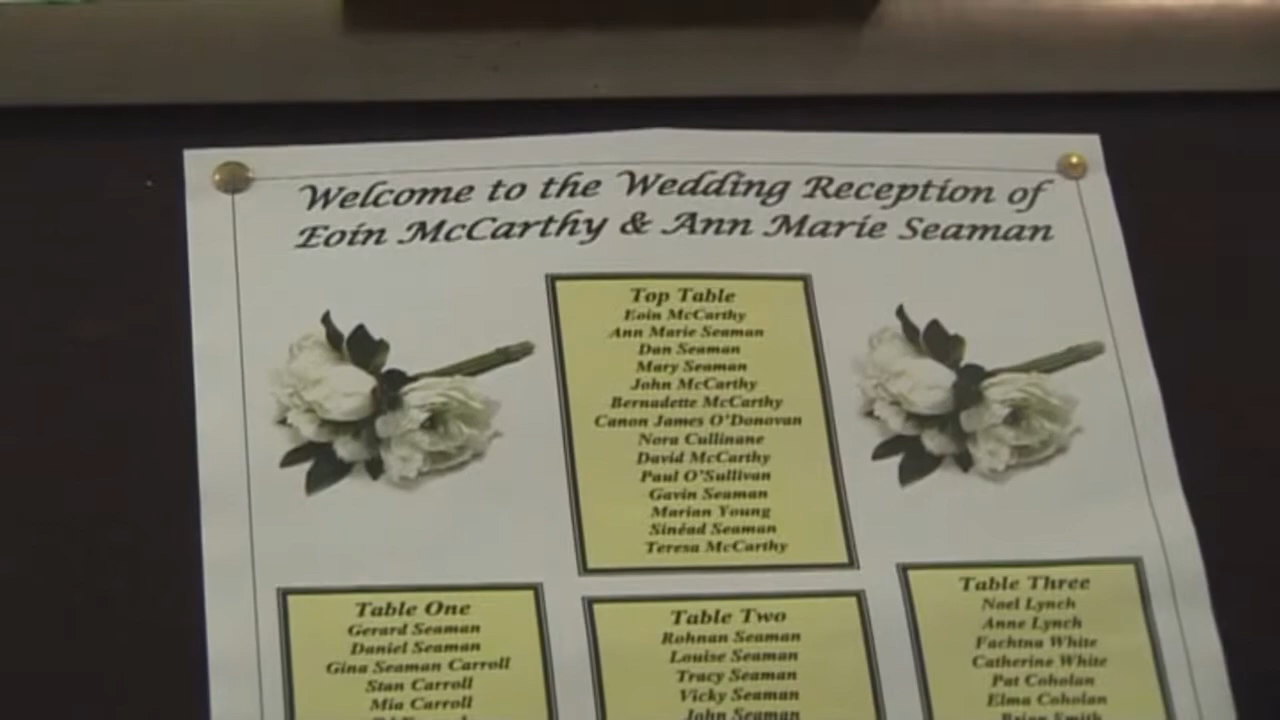 Welcome to the Wedding Reception of
Eoin McCarthy & Ann Marie Seaman
Top Table
Eoin McCarthy
Ann Marie Seaman
Dan Seaman
Mary Seaman
John McCarthy
Bernadette McCarthy
Canon James O'Donovan
Nora Cullinane
David McCarthy
Paul O'Sullivan
Gavin Seaman
Marian Young
Sinéad Seaman
Teresa McCarthy
Table One
Gerard Seaman
Daniel Seaman
Gina Seaman Carroll
Stan Carroll
Mia Carroll
Table Two
Rohnan Seaman
Louise Seaman
Tracy Seaman
Vicky Seaman
John Seaman
Table Three
Noel Lynch
Anne Lynch
Fachtna White
Catherine White
Pat Coholan
Elma Coholan
Brian Smith